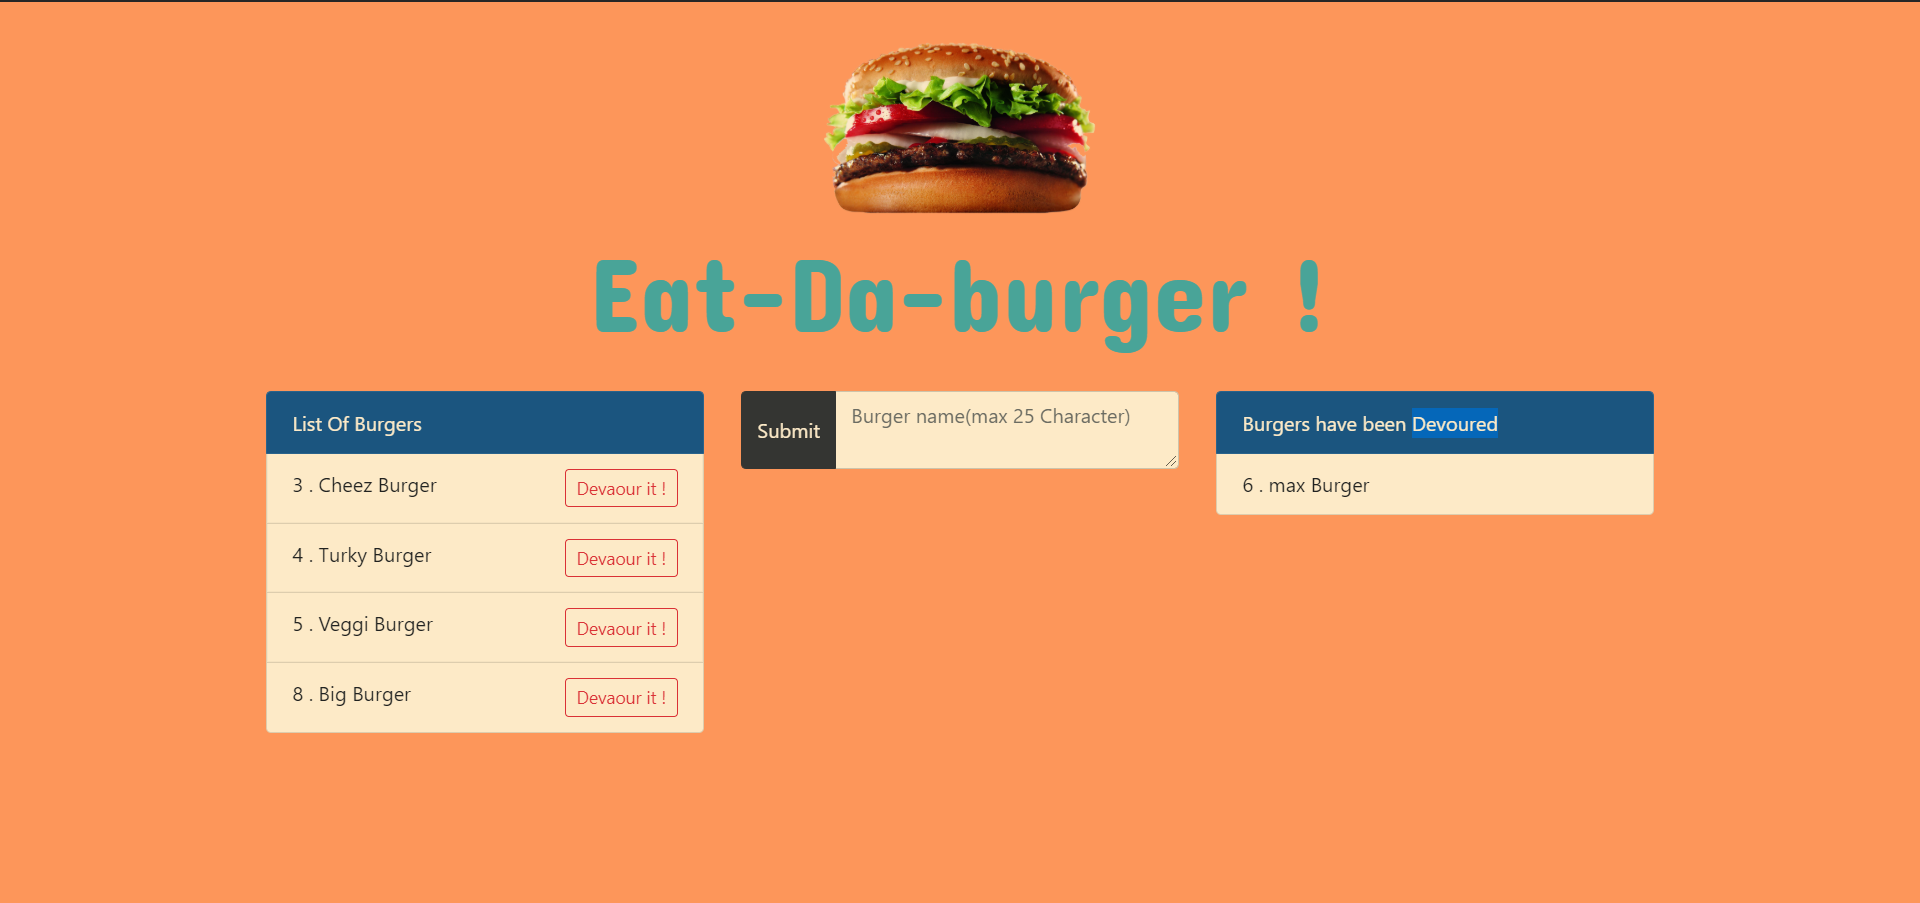 Eat-Da-burger !
List Of Burgers
3 . Cheez Burger
Devaour it !
4 . Turky Burger
Devaour it !
5 . Veggi Burger
Devaour it !
8 . Big Burger
Devaour it !
Submit
Burger name(max 25 Character)
Burgers have been Devoured
6 . max Burger